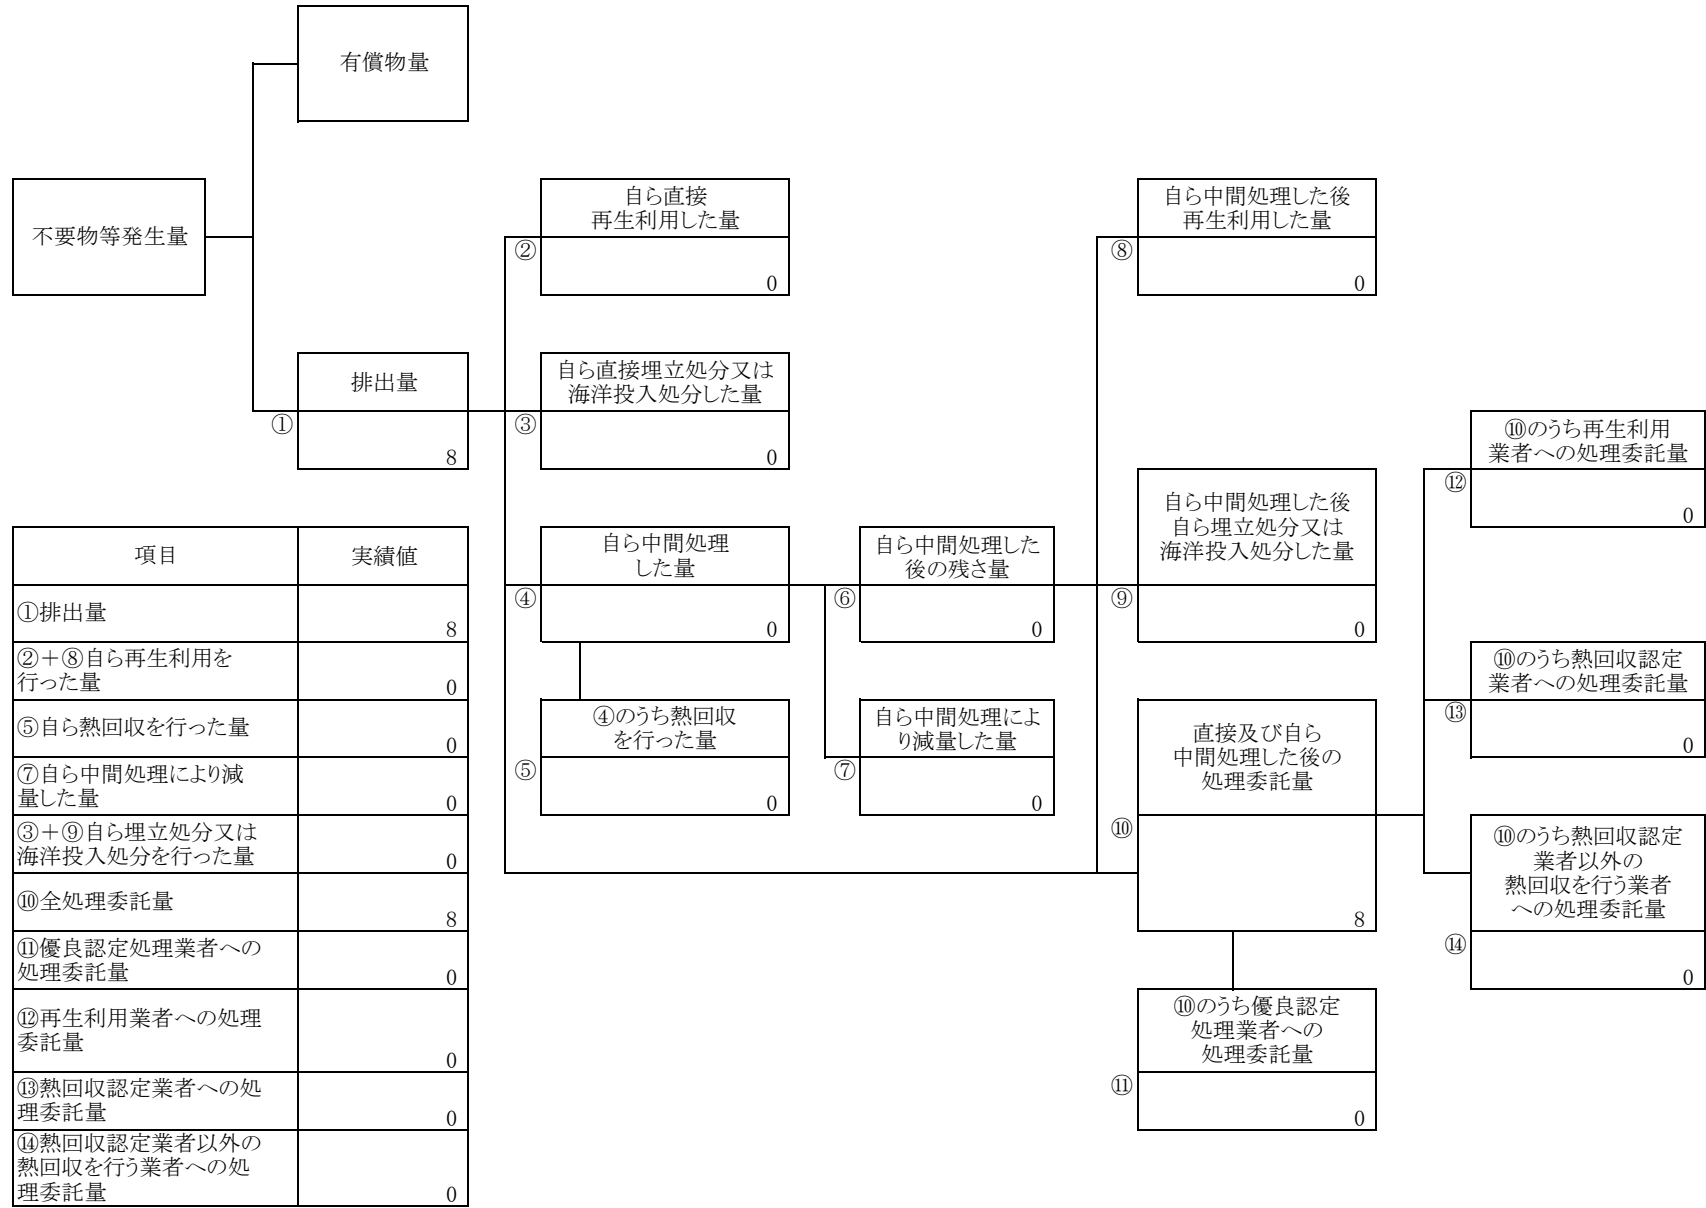 有償物量
不要物等発生量
排出量
①
8
自ら直接
再生利用した量
②
0
自ら直接埋立処分又は
海洋投入処分した量
③
0
自ら中間処理
した量
④
0
④のうち熱回収
を行った量
⑤
0
自ら中間処理した
後の残さ量
⑥
0
自ら中間処理によ
り減量した量
⑦
0
自ら中間処理した後
再生利用した量
⑧
0
自ら中間処理した後
自ら埋立処分又は
海洋投入処分した量
⑨
0
直接及び自ら
中間処理した後の
処理委託量
⑩
8
⑩のうち優良認定
処理業者への
処理委託量
⑪
0
⑩のうち再生利用
業者への処理委託量
⑫
0
⑩のうち熱回収認定
業者への処理委託量
⑬
0
⑩のうち熱回収認定
業者以外の
熱回収を行う業者
への処理委託量
⑭
0
項目 実績値
①排出量
8
②+⑧自ら再生利用を
行った量
0
⑤自ら熱回収を行った量
0
⑦自ら中間処理により減
量した量
0
③+⑨自ら埋立処分又は
海洋投入処分を行った量
0
⑩全処理委託量
8
⑪優良認定処理業者への
処理委託量
0
⑫再生利用業者への処理
委託量
0
⑬熱回収認定業者への処
理委託量
0
⑭熱回収認定業者以外の
熱回収を行う業者への処
理委託量
0